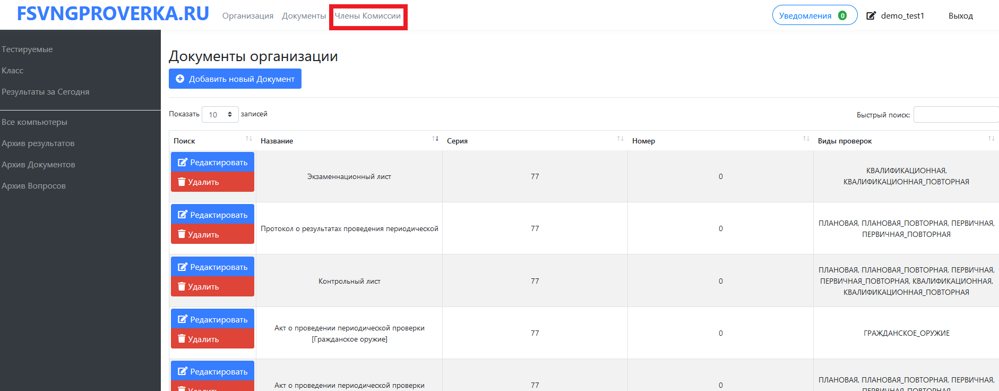 FSVNGPROVERKA.RU
Организация Документы Члены Комиссии
Уведомления 0 demo_test1 Выход
Тестируемые
Класс
Результаты за Сегодня
Все компьютеры
Архив результатов
Архив Документов
Архив Вопросов
Документы организации
Добавить новый Документ
Показать 10 записей
Быстрый поиск:
Поиск Название Серия Номер Виды проверок
Редактировать
Удалить
Экзаменнационный лист 77 0
КВАЛИФИКАЦИОННАЯ,
КВАЛИФИКАЦИОННАЯ_ПОВТОРНАЯ
Редактировать
Удалить
Протокол о результатах проведения периодической 77 0
ПЛАНОВАЯ, ПЛАНОВАЯ_ПОВТОРНАЯ, ПЕРВИЧНАЯ,
ПЕРВИЧНАЯ_ПОВТОРНАЯ
Редактировать
Удалить
Контрольный лист 77 0
ПЛАНОВАЯ, ПЛАНОВАЯ_ПОВТОРНАЯ, ПЕРВИЧНАЯ,
ПЕРВИЧНАЯ_ПОВТОРНАЯ, КВАЛИФИКАЦИОННАЯ,
КВАЛИФИКАЦИОННАЯ_ПОВТОРНАЯ
Редактировать
Удалить
Акт о проведении периодической проверки
[Гражданское оружие]
77 0
ГРАЖДАНСКОЕ_ОРУЖИЕ
Редактировать
Удалить
Акт о проведении периодической проверки 77 0
ПЛАНОВАЯ, ПЛАНОВАЯ_ПОВТОРНАЯ, ПЕРВИЧНАЯ,
ПЕРВИЧНАЯ_ПОВТОРНАЯ